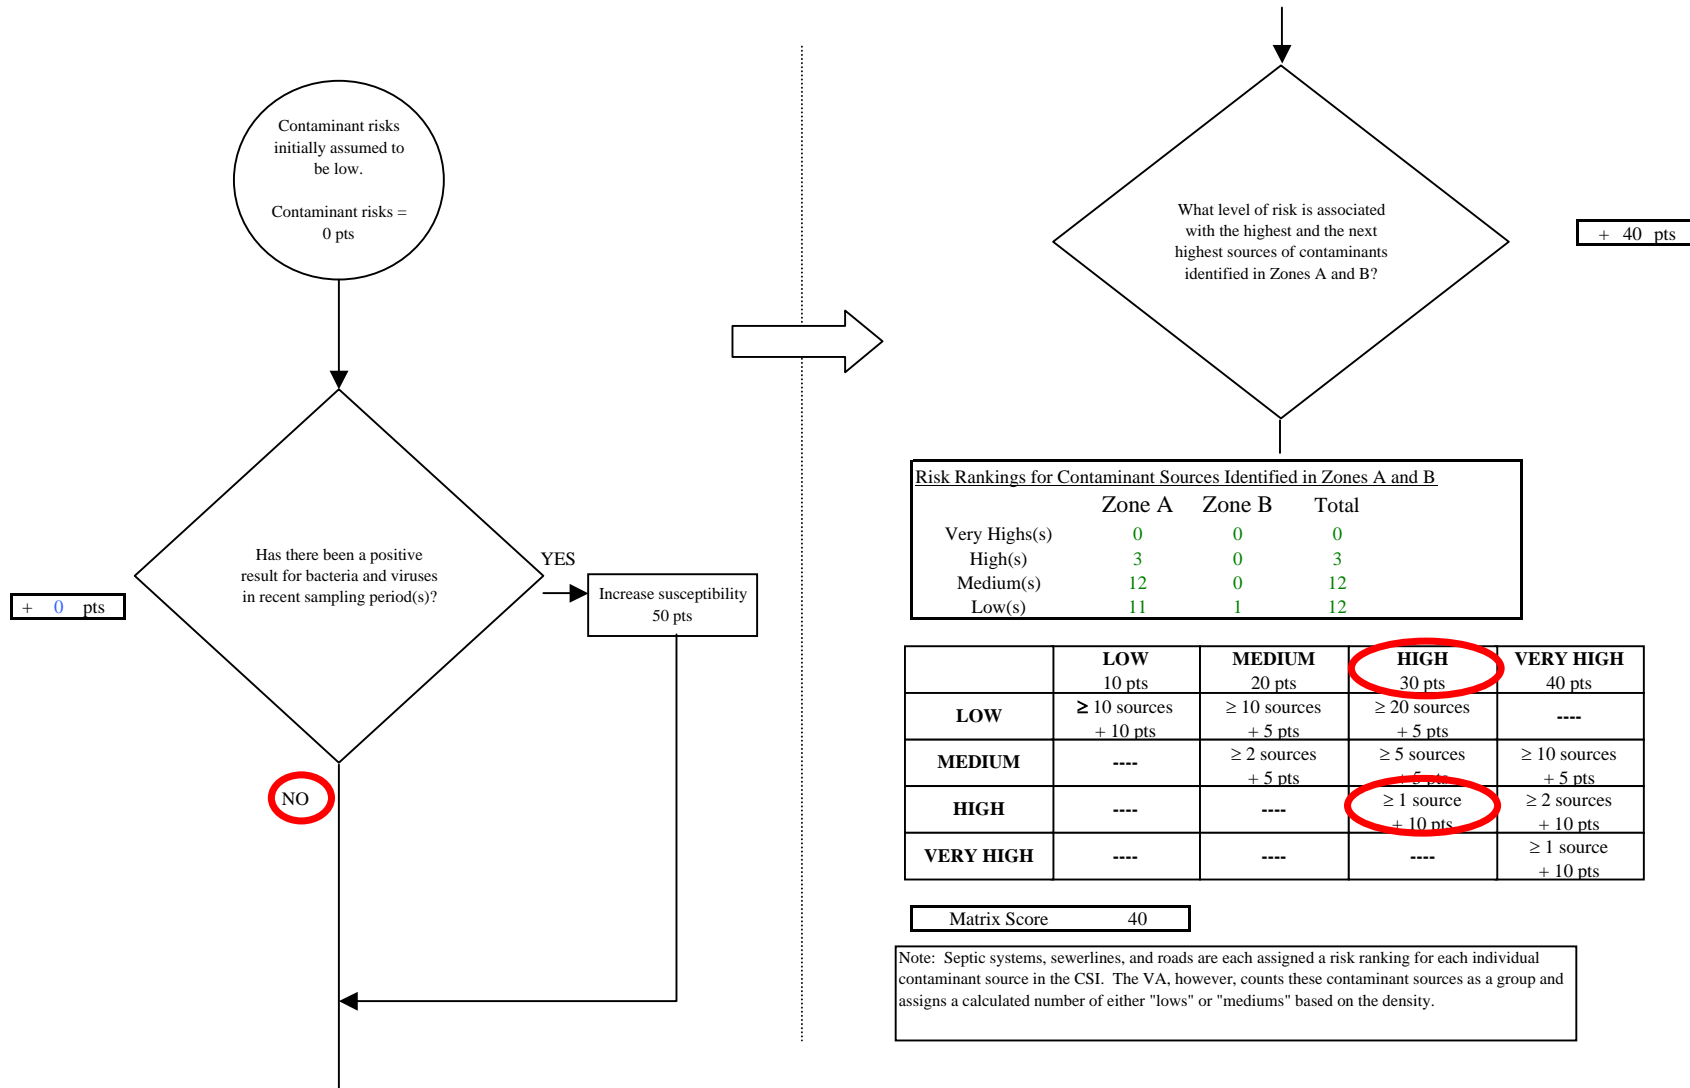 Contaminant risks
initially assumed to
be low.
Contaminant risks =
0 pts
Has there been a positive
result for bacteria and viruses
in recent sampling period(s)?
YES
+ 0 pts
Increase susceptibility
50 pts
NO
What level of risk is associated
with the highest and the next
highest sources of contaminants
identified in Zones A and B?
+ 40 pts
Risk Rankings for Contaminant Sources Identified in Zones A and B
Zone A Zone B Total
Very Highs(s) 0 0 0
High(s) 3 0 3
Medium(s) 12 0 12
Low(s) 11 1 12
LOW MEDIUM HIGH VERY HIGH
10 pts 20 pts 30 pts 40 pts
LOW ≥ 10 sources ≥ 10 sources ≥ 20 sources ----
+ 10 pts + 5 pts + 5 pts
MEDIUM ---- ≥ 2 sources ≥ 5 sources ≥ 10 sources
+ 5 pts + 5 pts + 5 pts
HIGH ---- ---- ≥ 1 source ≥ 2 sources
+ 10 pts + 10 pts
VERY HIGH ---- ---- ---- ≥ 1 source
+ 10 pts
Matrix Score 40
Note: Septic systems, sewerlines, and roads are each assigned a risk ranking for each individual
contaminant source in the CSI. The VA, however, counts these contaminant sources as a group and
assigns a calculated number of either "lows" or "mediums" based on the density.